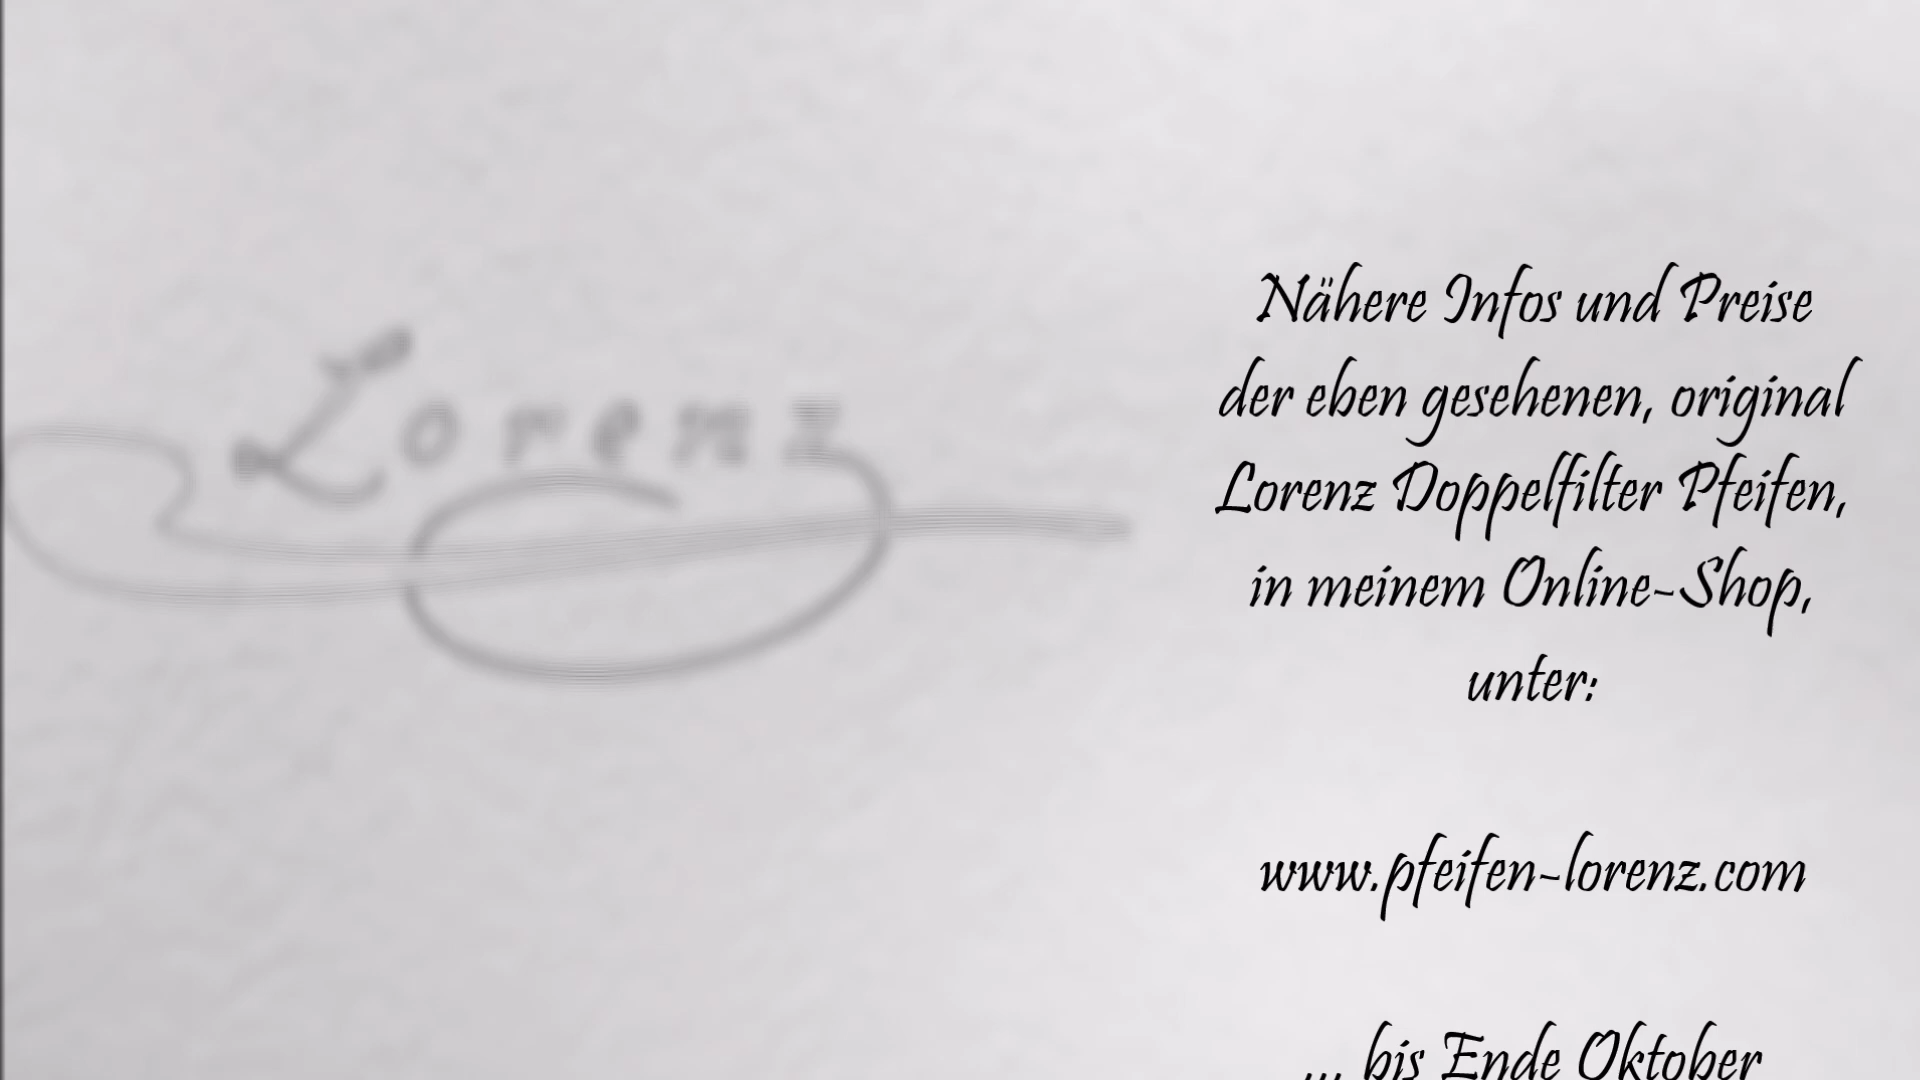 Lorenz
Nähere Infos und Preise
der eben gesehenen, original
Lorenz Doppelfilter Pfeifen,
in meinem Online-Shop,
unter:
www.pfeifen-lorenz.com
... bis Ende Oktober